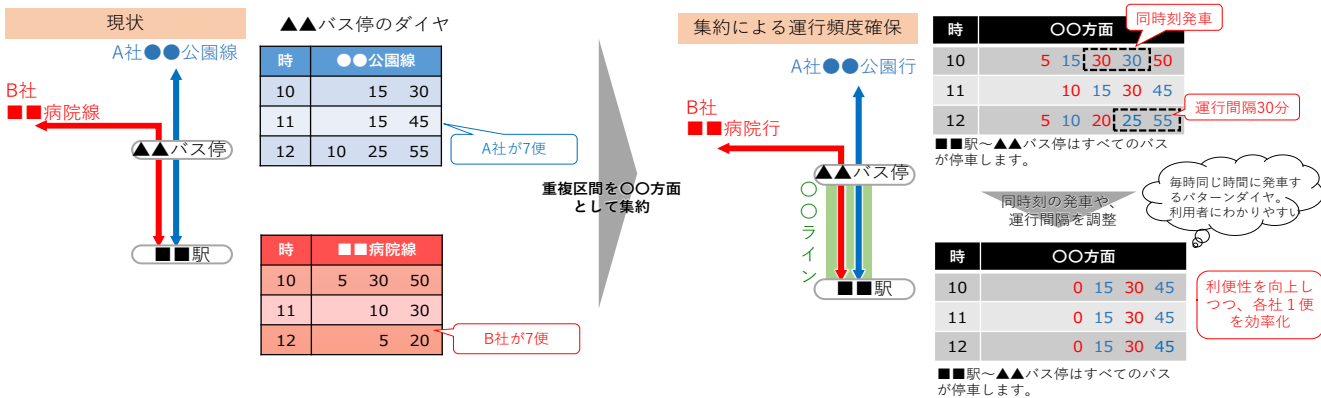 現状
A社●●公園線
B社
■■病院線
▲▲バス停
■■駅
▲▲バス停のダイヤ
時 ●●公園線
10 15 30
11 15 45
12 10 25 55
A社が7便
時 ■■病院線
10 5 30 50
11 10 30
12 5 20
B社が7便
重複区間を〇〇方面
として集約
集約による運行頻度確保
A社●●公園行
B社
■■病院行
▲▲バス停
〇〇ライン
■■駅
同時刻発車
時 〇〇方面
10 5 15 30 30 50
11 10 15 30 45
12 5 10 20 25 55
運行間隔30分
■■駅～▲▲バス停はすべてのバス
が停車します。
同時刻の発車や、
運行間隔を調整
毎時同じ時間に発車す
るパターンダイヤ。
利用者にわかりやすい
時 〇〇方面
10 0 15 30 45
11 0 15 30 45
12 0 15 30 45
利便性を向上し
つつ、各社１便
を効率化
■■駅～▲▲バス停はすべてのバス
が停車します。